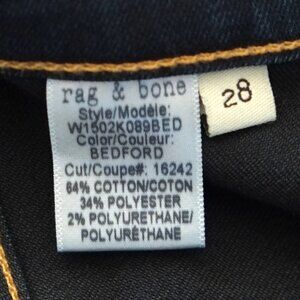 rag & bone
Style/Modèle:
W1502K089BED
Color/Couleur:
BEDFORD
Cut/Coupe#: 16242
64% COTTON/COTON
34% POLYESTER
2% POLYURETHANE/
POLYURÉTHANE
28